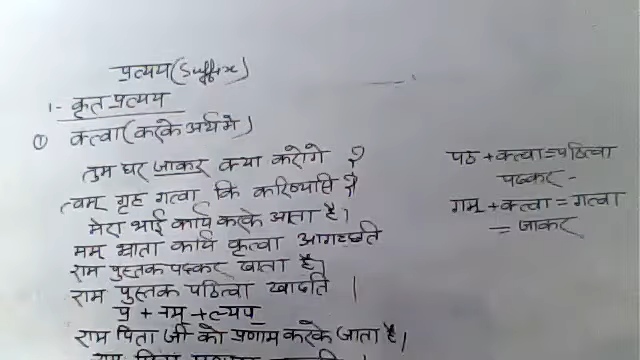 प्रत्यय(Suffix)
1- कृत प्रत्यय
① क्त्वा(करके अर्थ मे)
तुम घर जाकर क्या करोगे ?
त्वम् गृह गत्वा कि करिष्यसि ?
मेरा भाई कार्य करके आता है।
मम भ्राता कार्य कृत्वा आगच्छति
राम पुस्तक पढ़कर खाता है।
राम पुस्तक पठित्वा खादति ।
प्र + नम् + ल्यप्
राम पिता जी को प्रणाम करके जाता है।
पठ + क्त्वा = पठित्वा
पढ़कर -
गम् + क्त्वा = गत्वा
= जाकर